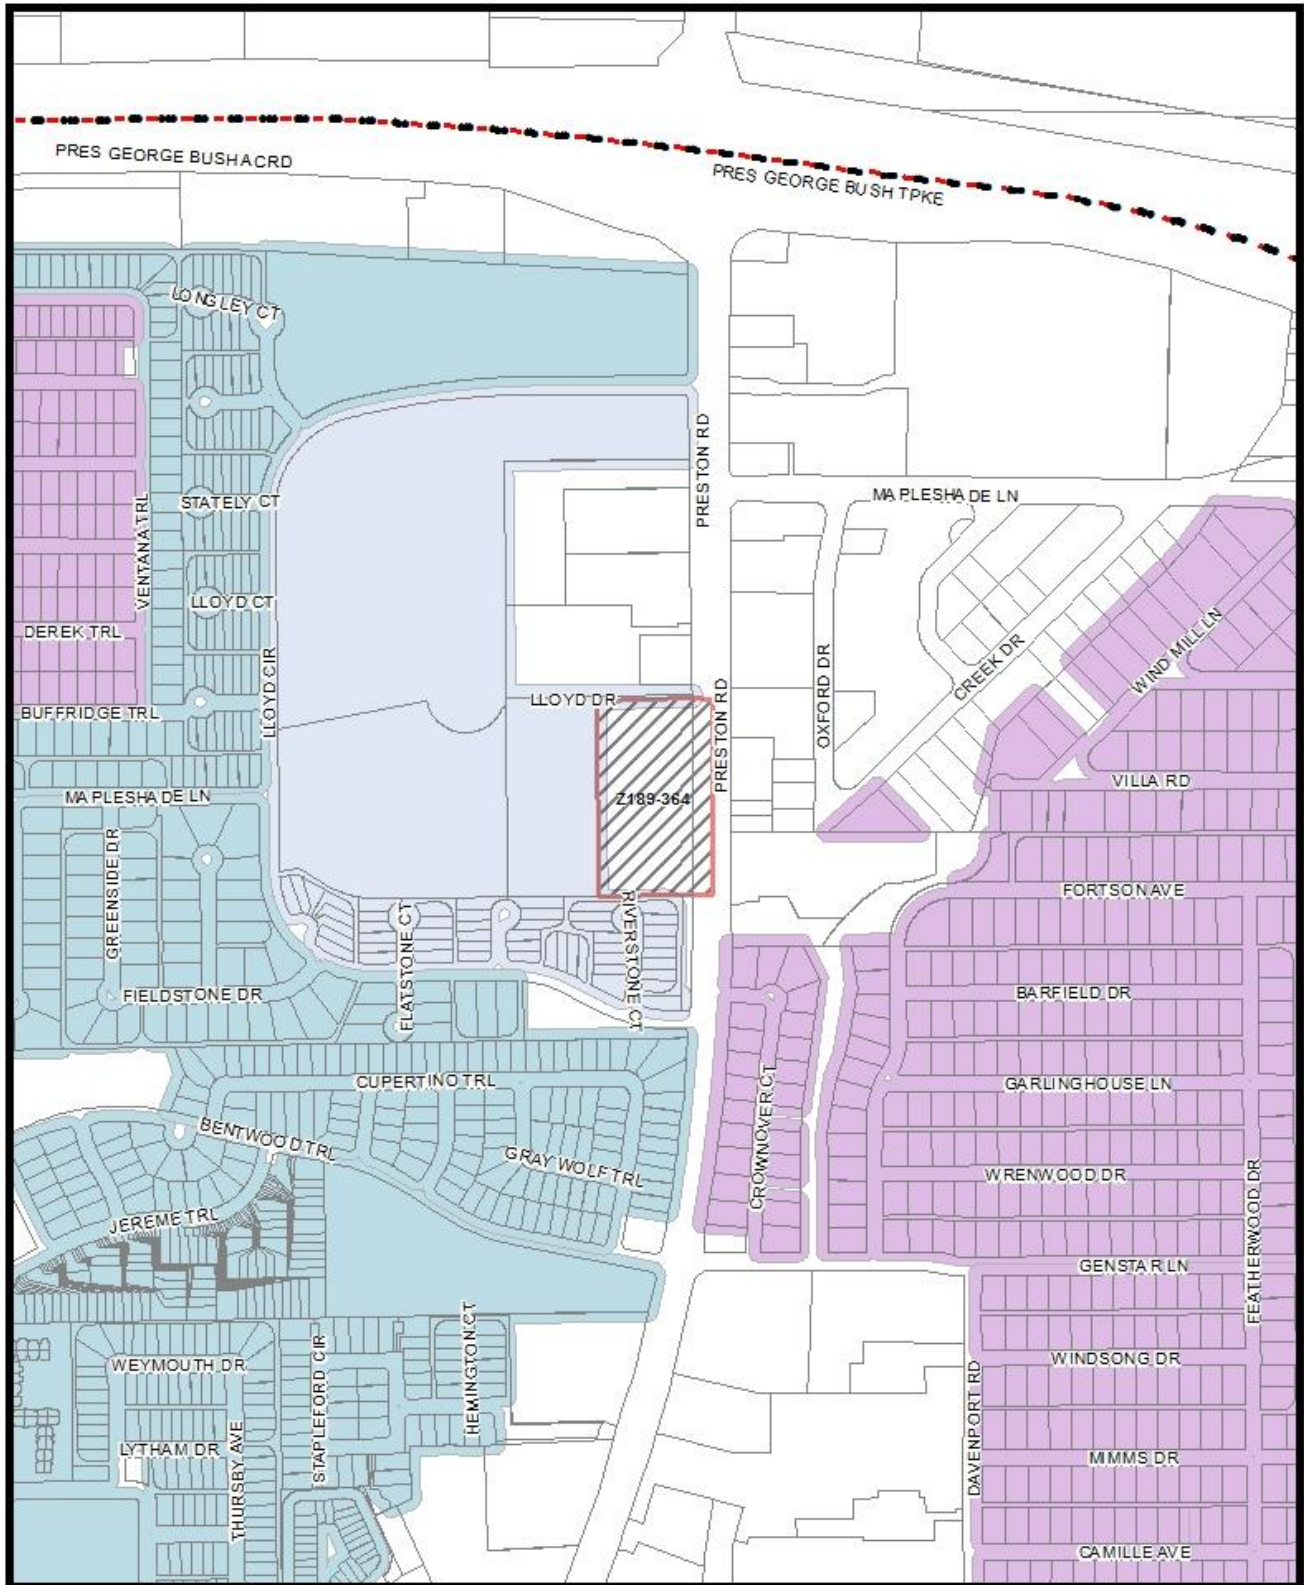 PRES GEORGE BUSH ACRD
PRES GEORGE BUSH TPKE
LONGLEY CT
PRESTON RD
MAPLESHADE LN
STATELY CT
VENTANA TRL
LLOYD CT
DEREK TRL
WIND MILL LN
CREEK DR
OXFORD DR
LLOYD CIR
LLOYD DR
PRESTON RD
BUFFRIDGE TRL
VILLA RD
MAPLESHADE LN
Z189-364
GREENSIDE DR
FORTSON AVE
FLATSTONE CT
RIVERSTONE CT
FIELDSTONE DR
BARFIELD DR
CUPERTINO TRL
GARLINGHOUSE LN
BENTWOOD TRL
CROWNOVER CT
GRAY WOLF TRL
WRENWOOD DR
JEREME TRL
FEATHERWOOD DR
GENSTAR LN
WEYMOUTH DR
STAPLEFORD CIR
HEMINGTON CT
WINDSONG DR
DAVENPORT RD
LYTHAM DR
THURSBY AVE
MIMMS DR
CAMILLE AVE